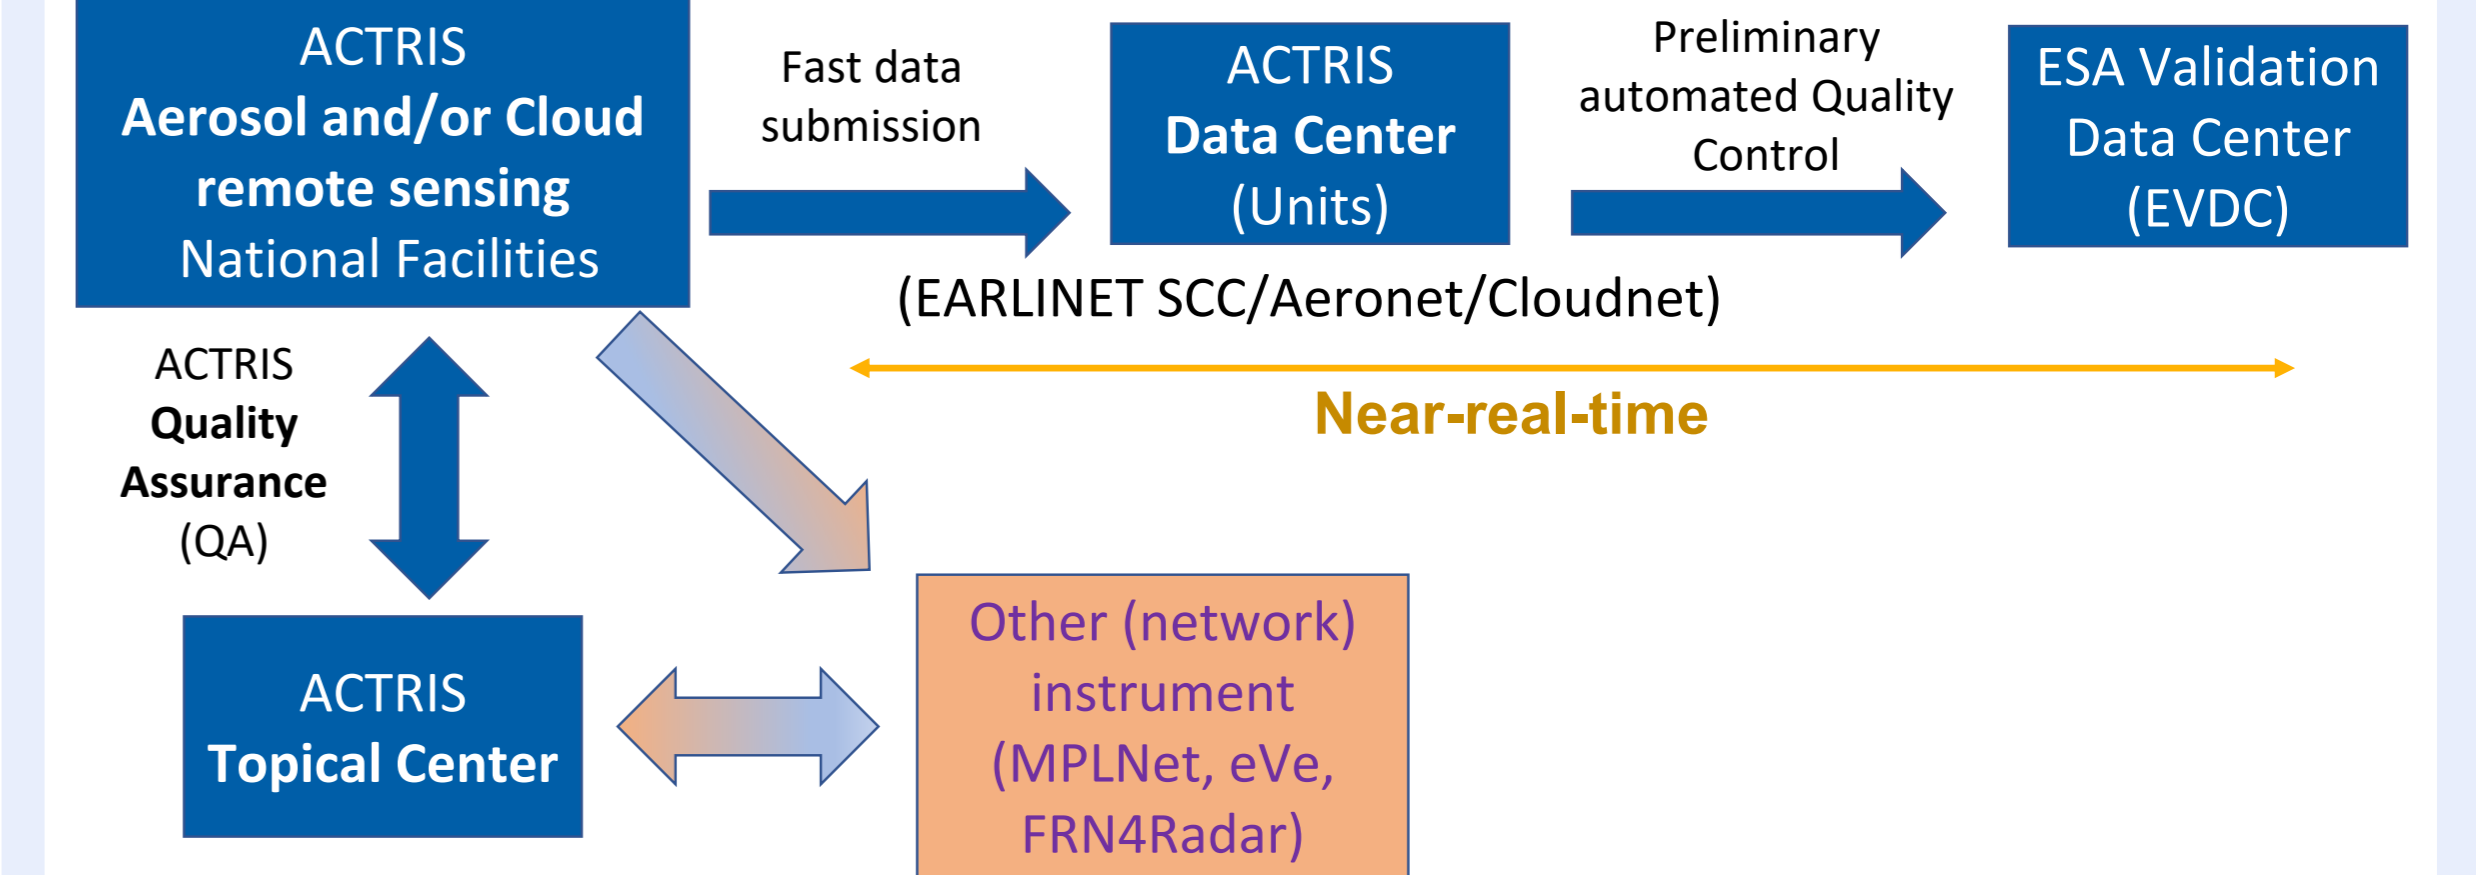 ACTRIS
Aerosol and/or Cloud
remote sensing
National Facilities
Fast data
submission
ACTRIS
Data Center
(Units)
Preliminary
automated Quality
Control
ESA Validation
Data Center
(EVDC)
(EARLINET SCC/Aeronet/Cloudnet)
Near-real-time
ACTRIS
Quality
Assurance
(QA)
ACTRIS
Topical Center
Other (network)
instrument
(MPLNet, eVe,
FRN4Radar)